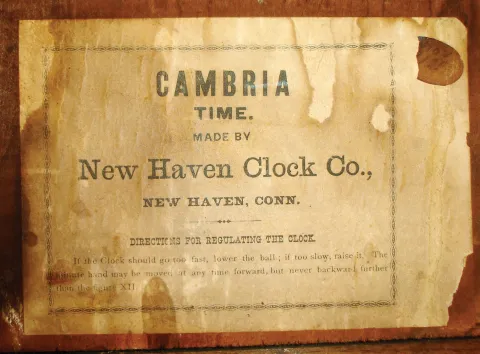 CAMBRIA
TIME.
MADE BY
New Haven Clock Co.,
NEW HAVEN, CONN.
DIRECTIONS FOR REGULATING THE CLOCK.
If the Clock should go too fast, lower the ball; if too slow, raise it. The
minute hand may be moved at any time forward, but never backward further
than the figure XII.